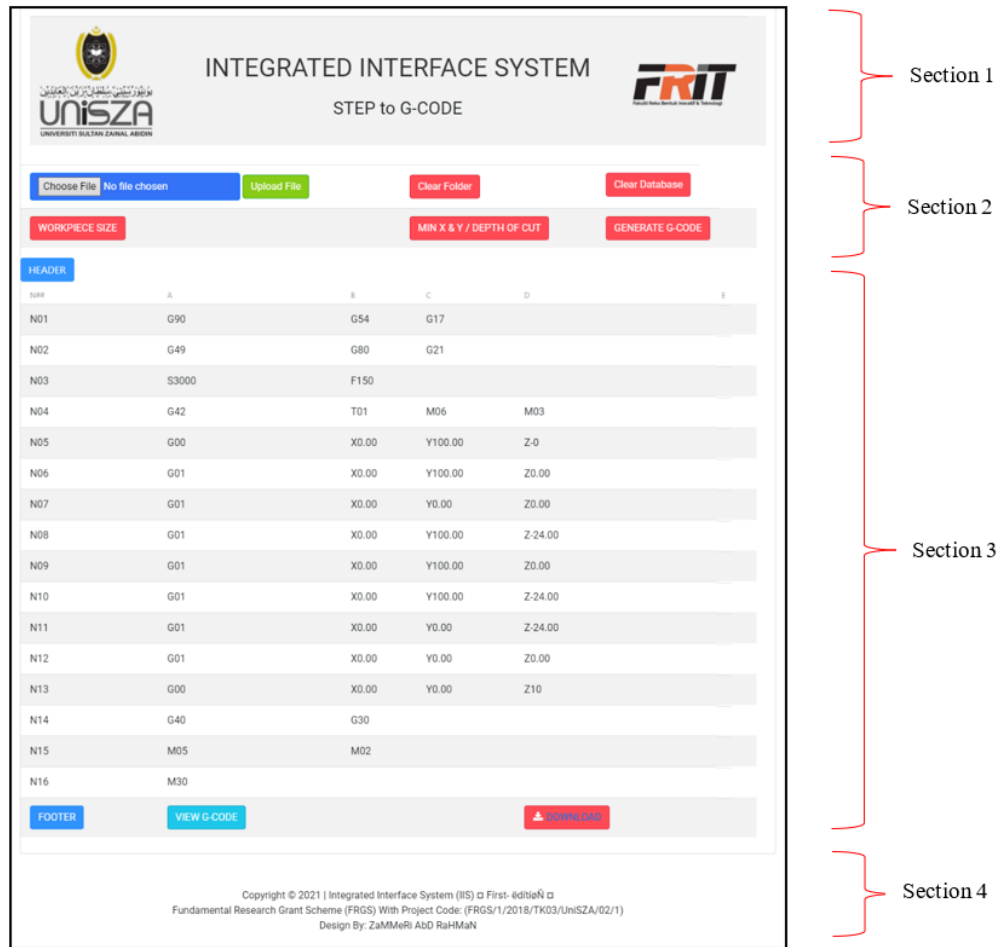 INTEGRATED INTERFACE SYSTEM
STEP to G-CODE
UNiSZA
UNIVERSITI SULTAN ZAINAL ABIDIN
FRIT
Fakulti Reka Bentuk Inovatif & Teknologi
Section 1
Choose File No file chosen Upload File Clear Folder Clear Database
WORKPIECE SIZE MIN X & Y / DEPTH OF CUT GENERATE G-CODE
Section 2
HEADER
N## A B C D E
N01 G90 G54 G17
N02 G49 G80 G21
N03 S3000 F150
N04 G42 T01 M06 M03
N05 G00 X0.00 Y100.00 Z-0
N06 G01 X0.00 Y100.00 Z0.00
N07 G01 X0.00 Y0.00 Z0.00
N08 G01 X0.00 Y100.00 Z-24.00
N09 G01 X0.00 Y100.00 Z0.00
N10 G01 X0.00 Y100.00 Z-24.00
N11 G01 X0.00 Y0.00 Z-24.00
N12 G01 X0.00 Y0.00 Z0.00
N13 G00 X0.00 Y0.00 Z10
N14 G40 G30
N15 M05 M02
N16 M30
FOOTER VIEW G-CODE DOWNLOAD
Section 3
Copyright © 2021 | Integrated Interface System (IIS) ¤ First- ëdítíøÑ ¤
Fundamental Research Grant Scheme (FRGS) With Project Code: (FRGS/1/2018/TK03/UniSZA/02/1)
Design By: ZaMMeRi AbD RaHMaN
Section 4